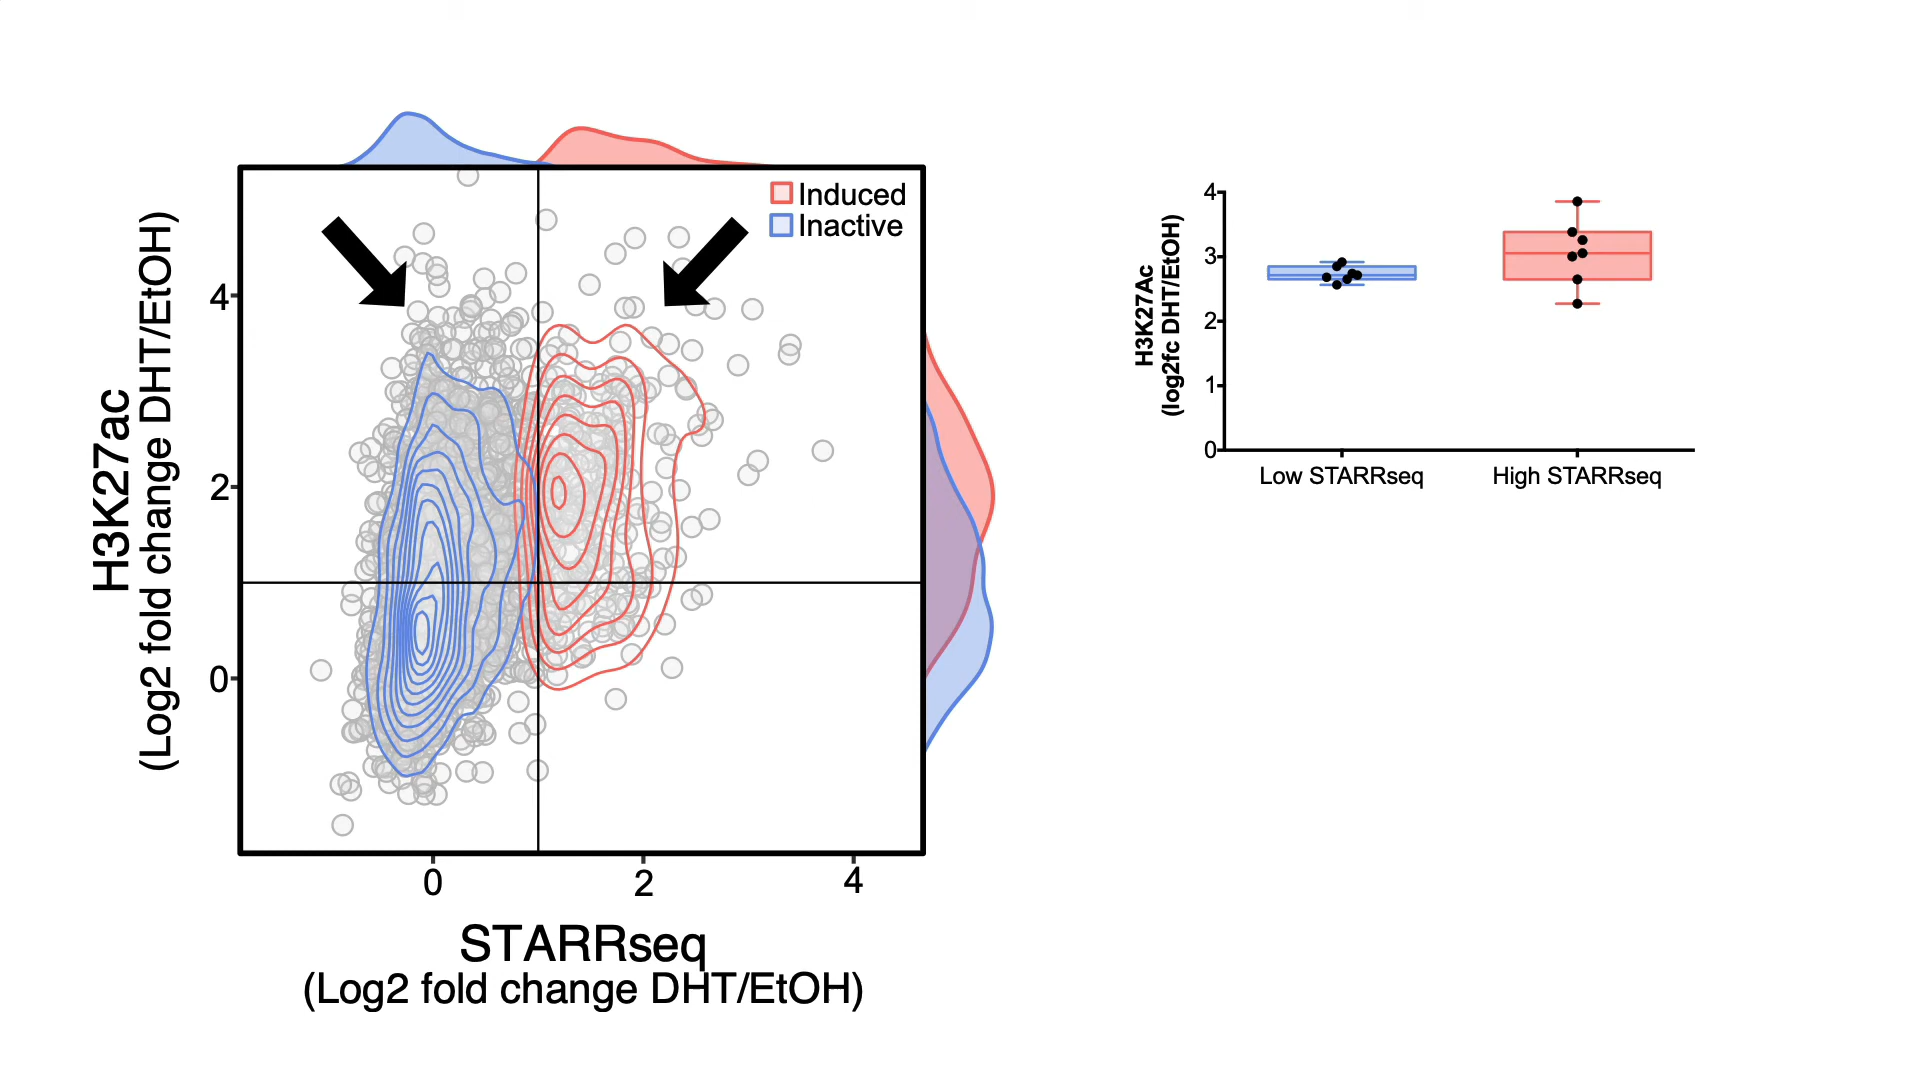 Induced
Inactive
H3K27ac
(Log2 fold change DHT/EtOH)
4
2
0
0
2
4
STARRseq
(Log2 fold change DHT/EtOH)
H3K27Ac
(log2fc DHT/EtOH)
4
3
2
1
0
Low STARRseq
High STARRseq